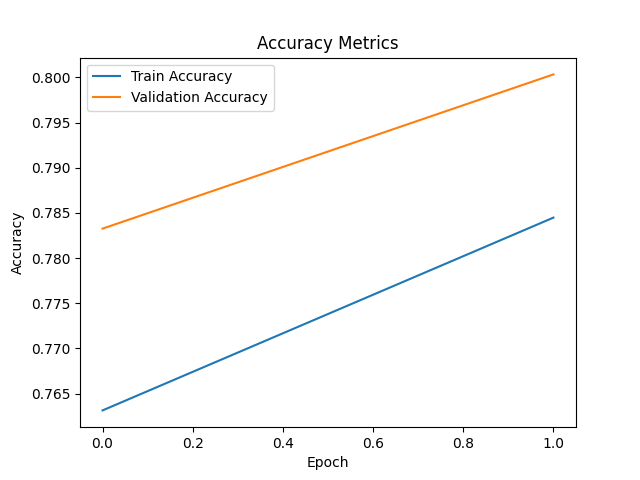 Accuracy Metrics
Train Accuracy
Validation Accuracy
0.800
0.795
0.790
0.785
0.780
0.775
0.770
0.765
Accuracy
0.0 0.2 0.4 0.6 0.8 1.0
Epoch